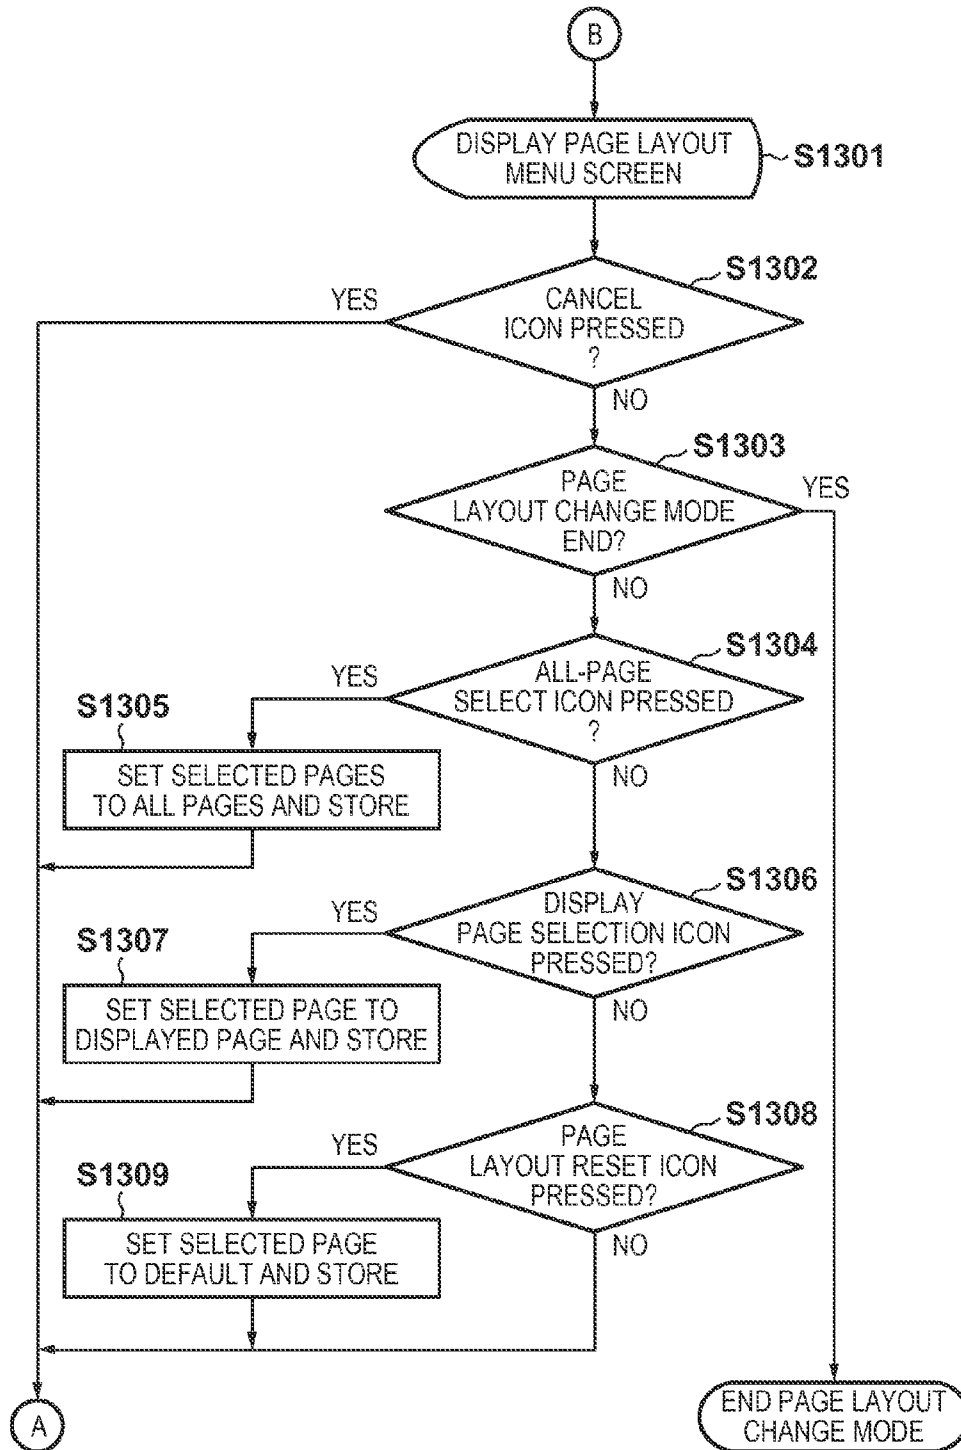 B
DISPLAY PAGE LAYOUT
MENU SCREEN
S1301
S1302
YES
CANCEL
ICON PRESSED
?
NO
S1303
PAGE
LAYOUT CHANGE MODE
END?
YES
NO
S1304
YES
ALL-PAGE
SELECT ICON PRESSED
?
S1305
SET SELECTED PAGES
TO ALL PAGES AND STORE
NO
S1306
YES
DISPLAY
PAGE SELECTION ICON
PRESSED?
S1307
SET SELECTED PAGE TO
DISPLAYED PAGE AND STORE
NO
S1308
YES
PAGE
LAYOUT RESET ICON
PRESSED?
S1309
SET SELECTED PAGE
TO DEFAULT AND STORE
NO
A
END PAGE LAYOUT
CHANGE MODE